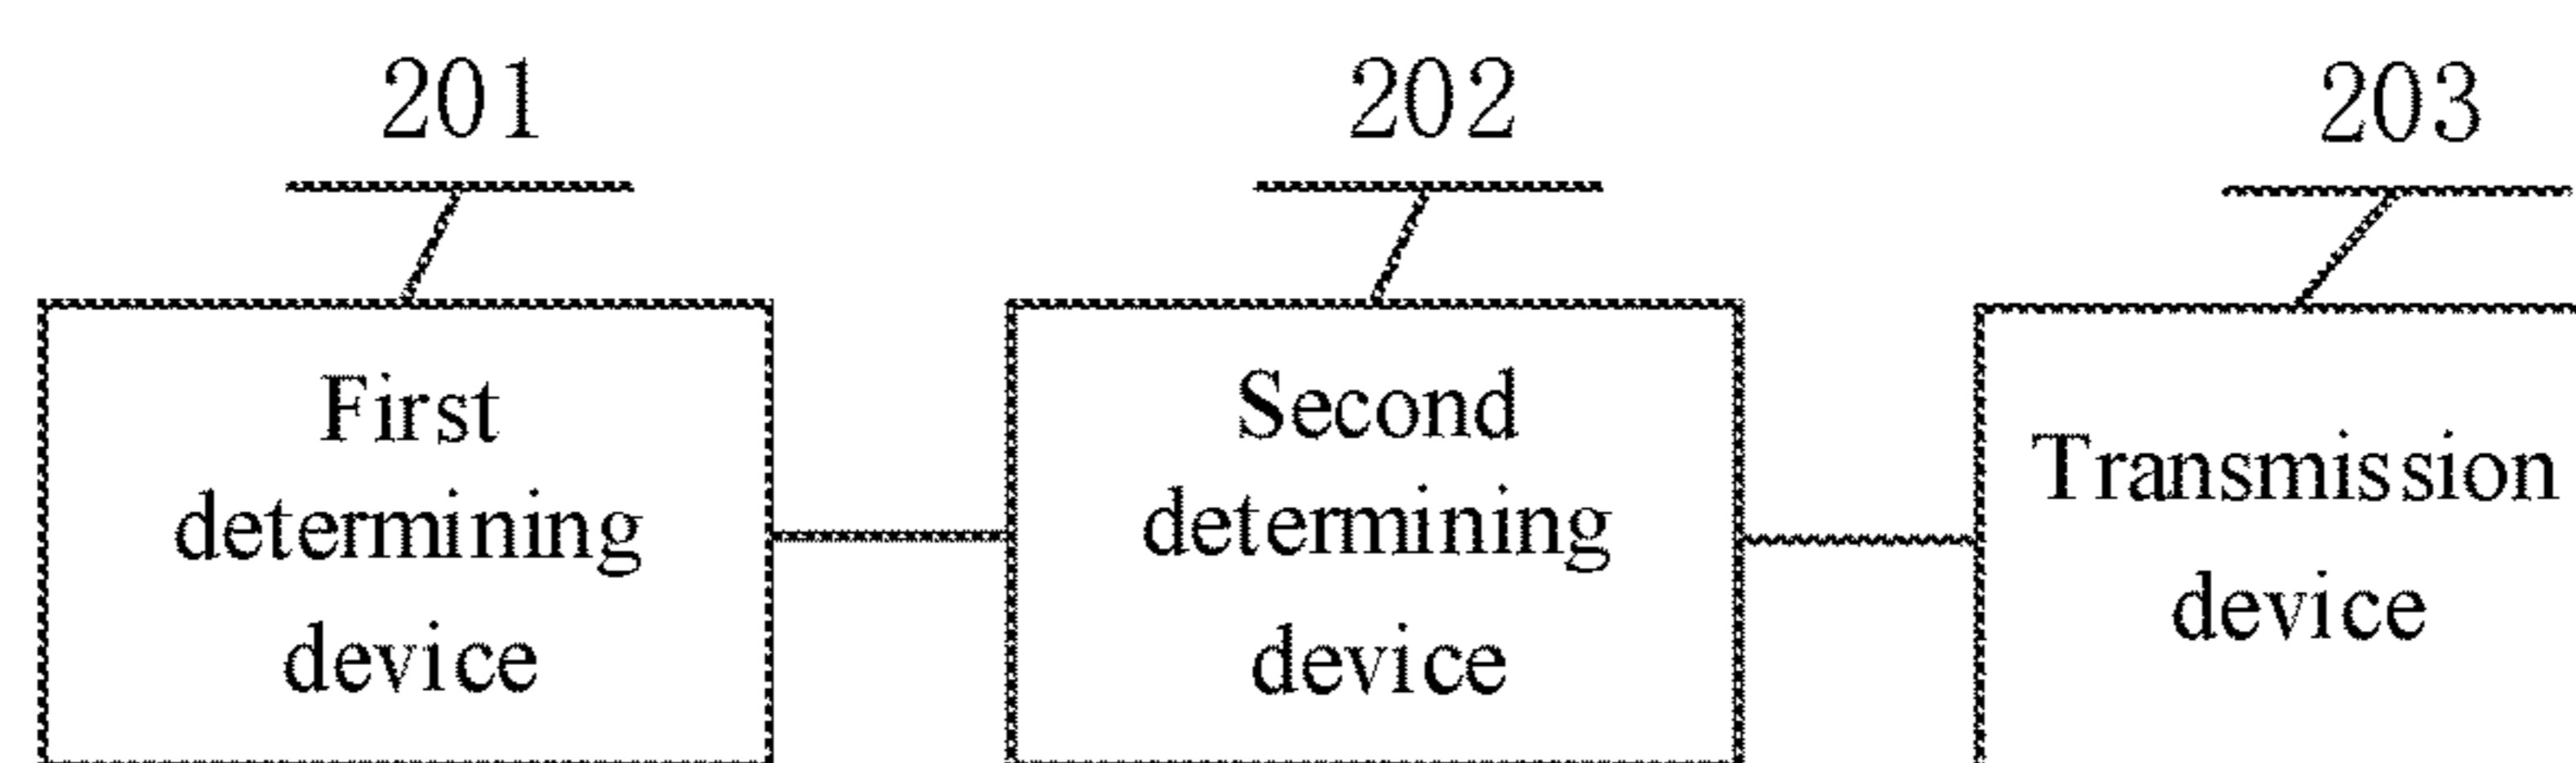 201
202
203
First
determining
device
Second
determining
device
Transmission
device